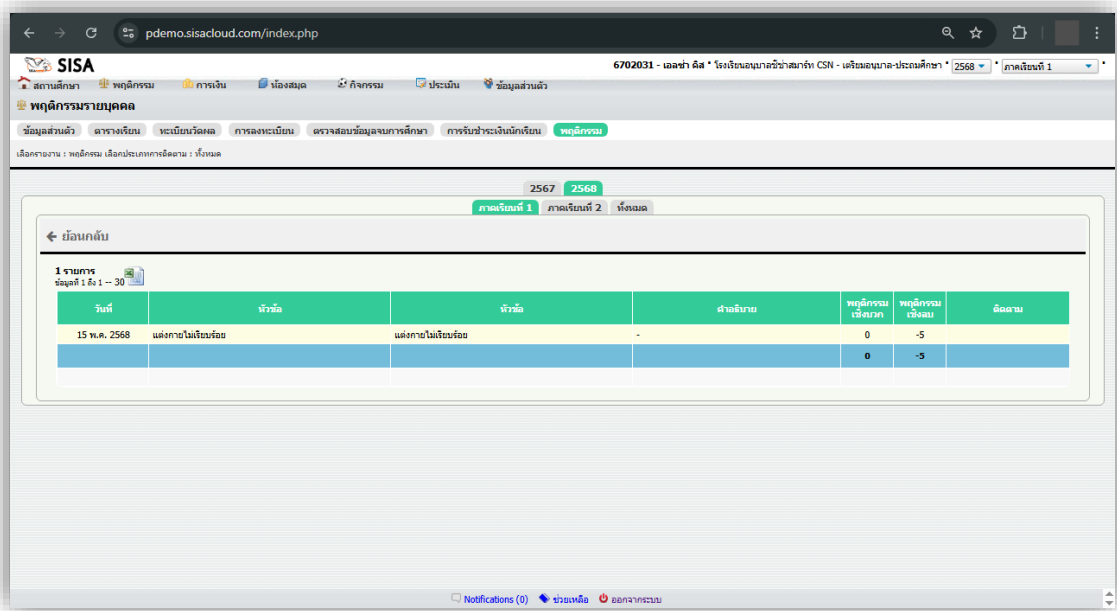 pdemo.sisacloud.com/index.php
SISA
6702031 - เอลซ่า ดิส * โรงเรียนอนุบาลซีซ่าสมาร์ท CSN - เตรียมอนุบาล-ประถมศึกษา * 2568 * ภาคเรียนที่ 1 *
สถานศึกษา พฤติกรรม การเงิน ห้องสมุด กิจกรรม ประเมิน ข้อมูลส่วนตัว
พฤติกรรมรายบุคคล
ข้อมูลส่วนตัว ตารางเรียน ทะเบียนวัดผล การลงทะเบียน ตรวจสอบข้อมูลจบการศึกษา การรับชำระเงินนักเรียน พฤติกรรม
เลือกรายงาน : พฤติกรรม เลือกประเภทการติดตาม : ทั้งหมด
2567 2568
ภาคเรียนที่ 1 ภาคเรียนที่ 2 ทั้งหมด
ย้อนกลับ
1 รายการ
ข้อมูลที่ 1 ถึง 1 -- 30
วันที่ หัวข้อ หัวข้อ คำอธิบาย พฤติกรรมเชิงบวก พฤติกรรมเชิงลบ ติดตาม
15 พ.ค. 2568 แต่งกายไม่เรียบร้อย แต่งกายไม่เรียบร้อย - 0 -5
0 -5
Notifications (0) ช่วยเหลือ ออกจากระบบ